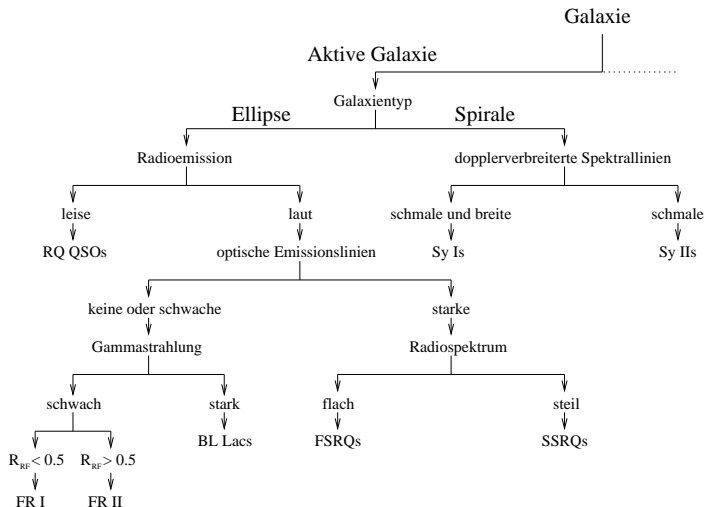 Galaxie
Aktive Galaxie
Galaxientyp
Ellipse
Spirale
Radioemission
dopplerverbreiterte Spektrallinien
leise
laut
schmale und breite
schmale
RQ QSOs
optische Emissionslinien
Sy Is
Sy IIs
keine oder schwache
starke
Gammastrahlung
Radiospektrum
schwach
stark
flach
steil
BL Lacs
FSRQs
SSRQs
R_RF < 0.5
R_RF > 0.5
FR I
FR II